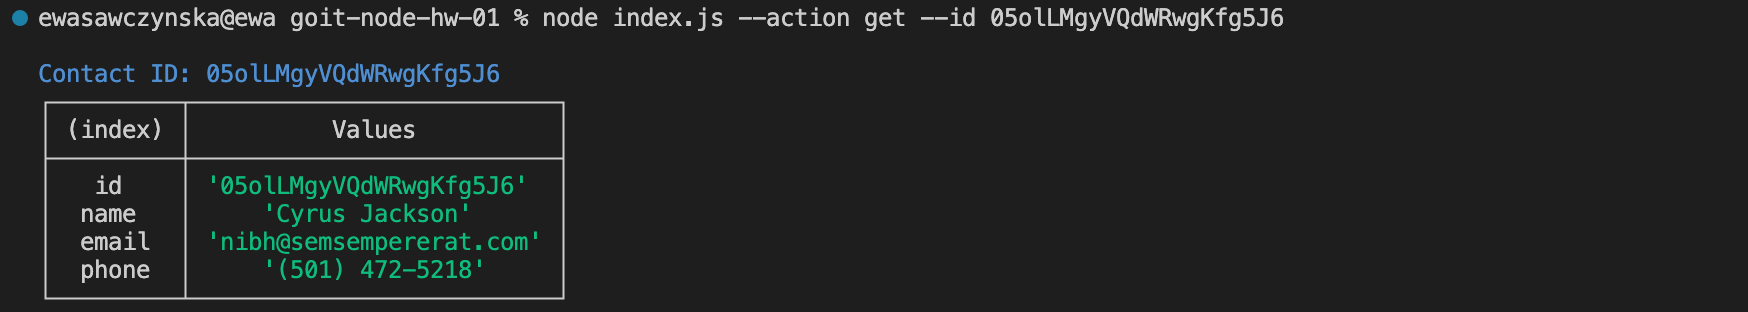 ewasawczynska@ewa goit-node-hw-01 % node index.js --action get --id 05olLMgyVQdWRwgKfg5J6
Contact ID: 05olLMgyVQdWRwgKfg5J6
(index) Values
id '05olLMgyVQdWRwgKfg5J6'
name 'Cyrus Jackson'
email 'nibh@semsempererat.com'
phone '(501) 472-5218'